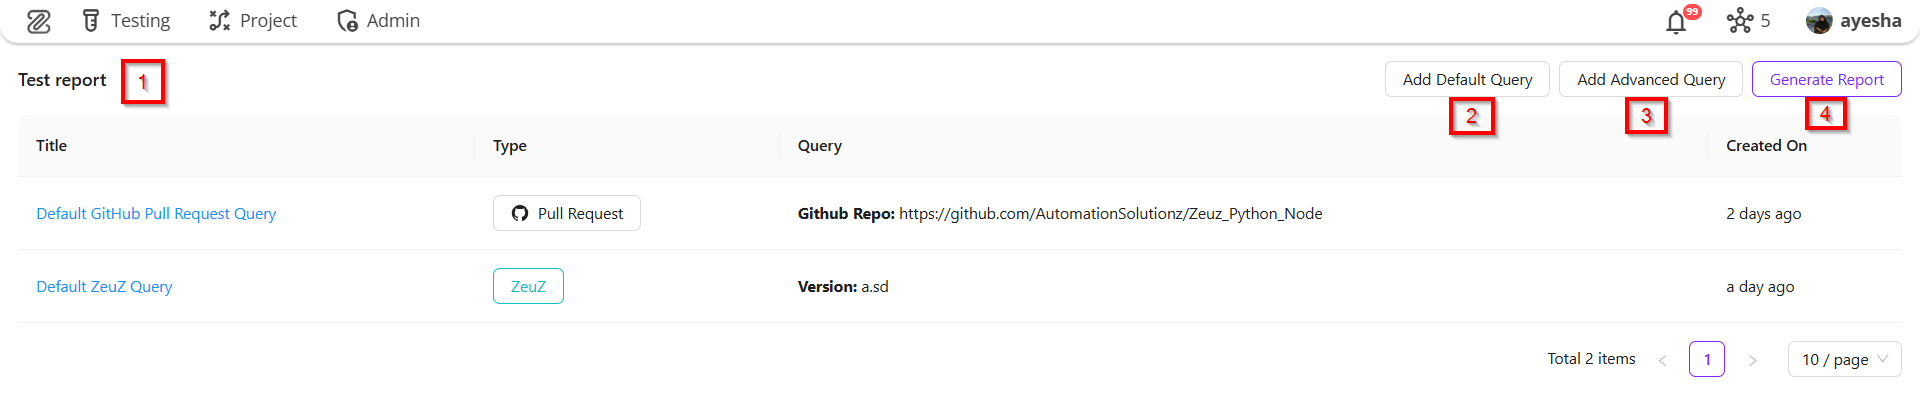 Testing Project Admin 99 5 ayesha
Test report 1 Add Default Query Add Advanced Query Generate Report
2 3 4
Title Type Query Created On
Default GitHub Pull Request Query Pull Request Github Repo: https://github.com/AutomationSolutionz/Zeuz_Python_Node 2 days ago
Default ZeuZ Query ZeuZ Version: a.sd a day ago
Total 2 items < 1 > 10 / page